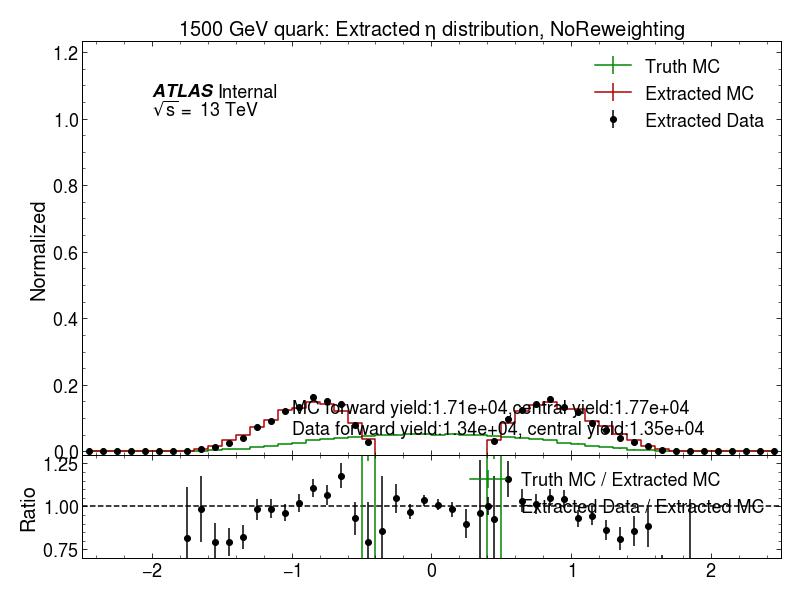 1500 GeV quark: Extracted η distribution, NoReweighting
1.2
ATLAS Internal
√s = 13 TeV
Truth MC
Extracted MC
Extracted Data
1.0
0.8
Normalized
0.6
0.4
0.2
MC forward yield:1.71e+04,central yield:1.77e+04
Data forward yield:1.34e+04, central yield:1.35e+04
0.0
1.25
Truth MC / Extracted MC
Ratio
1.00
Extracted Data / Extracted MC
0.75
−2 −1 0 1 2